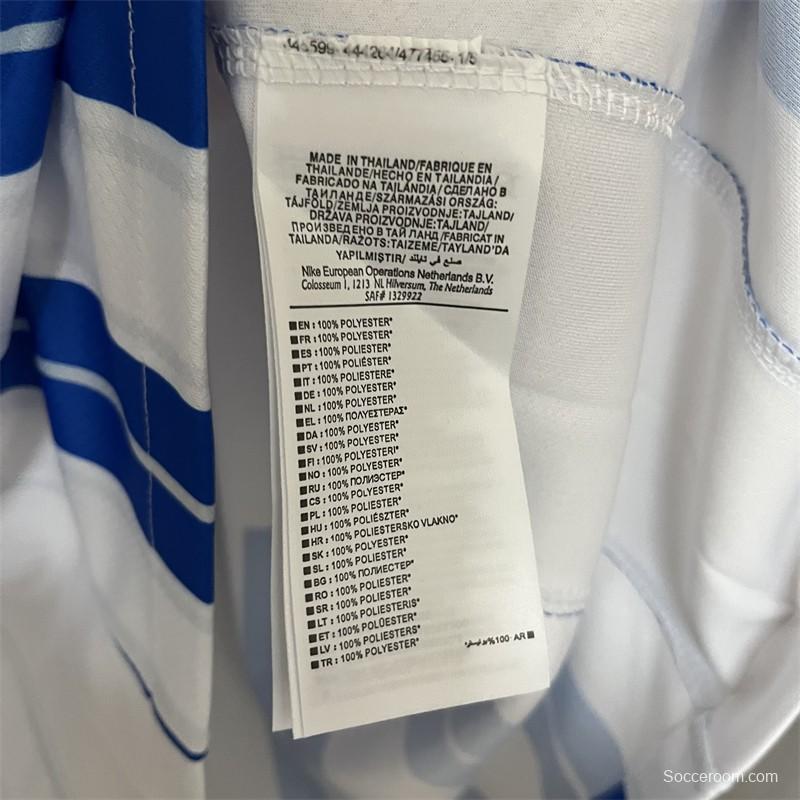 MADE IN THAILAND/FABRIQUE EN
THAILANDE/HECHO EN TAILANDIA/
FABRICADO NA TAILÂNDIA/СДЕЛАНО В
ТАИЛАНДЕ/SZÁRMAZÁSI ORSZÁG:
TÁJFÖLD/ZEMLJA PROIZVODNJE:TAJLAND/
DRŽAVA PROIZVODNJE:TAJLAND/
ПРОИЗВЕДЕНО В ТАЙЛАНД/FABRICAT IN
TAILANDA/RAŽOTS:TAIZEME/TAYLAND'DA
YAPILMIŞTIR/ صنع في تايلند
Nike European Operations Netherlands B.V.
Colosseum 1, 1213 NL Hilversum, The Netherlands
SAF# 1329922
EN : 100% POLYESTER*
FR : 100% POLYESTER*
ES : 100% POLIÉSTER*
PT : 100% POLIÉSTER*
IT : 100% POLIESTERE*
DE : 100% POLYESTER*
NL : 100% POLYESTER*
EL : 100% ΠΟΛΥΕΣΤΕΡΑΣ*
DA : 100% POLYESTER*
SV : 100% POLYESTER*
FI : 100% POLYESTERI*
NO : 100% POLYESTER*
RU : 100% ПОЛИЭСТЕР*
CS : 100% POLYESTER*
PL : 100% POLIESTER*
HU : 100% POLIÉSZTER*
HR : 100% POLIESTERSKO VLAKNO*
SK : 100% POLYESTER*
SL : 100% POLIESTER*
BG : 100% ПОЛИЕСТЕР*
RO : 100% POLIESTER*
SR : 100% POLIESTER*
LT : 100% POLIESTERIS*
ET : 100% POLÜESTER*
LV : 100% POLIESTERS*
TR : 100% POLYESTER*
AR 100% بوليستر*
Socceroom.com